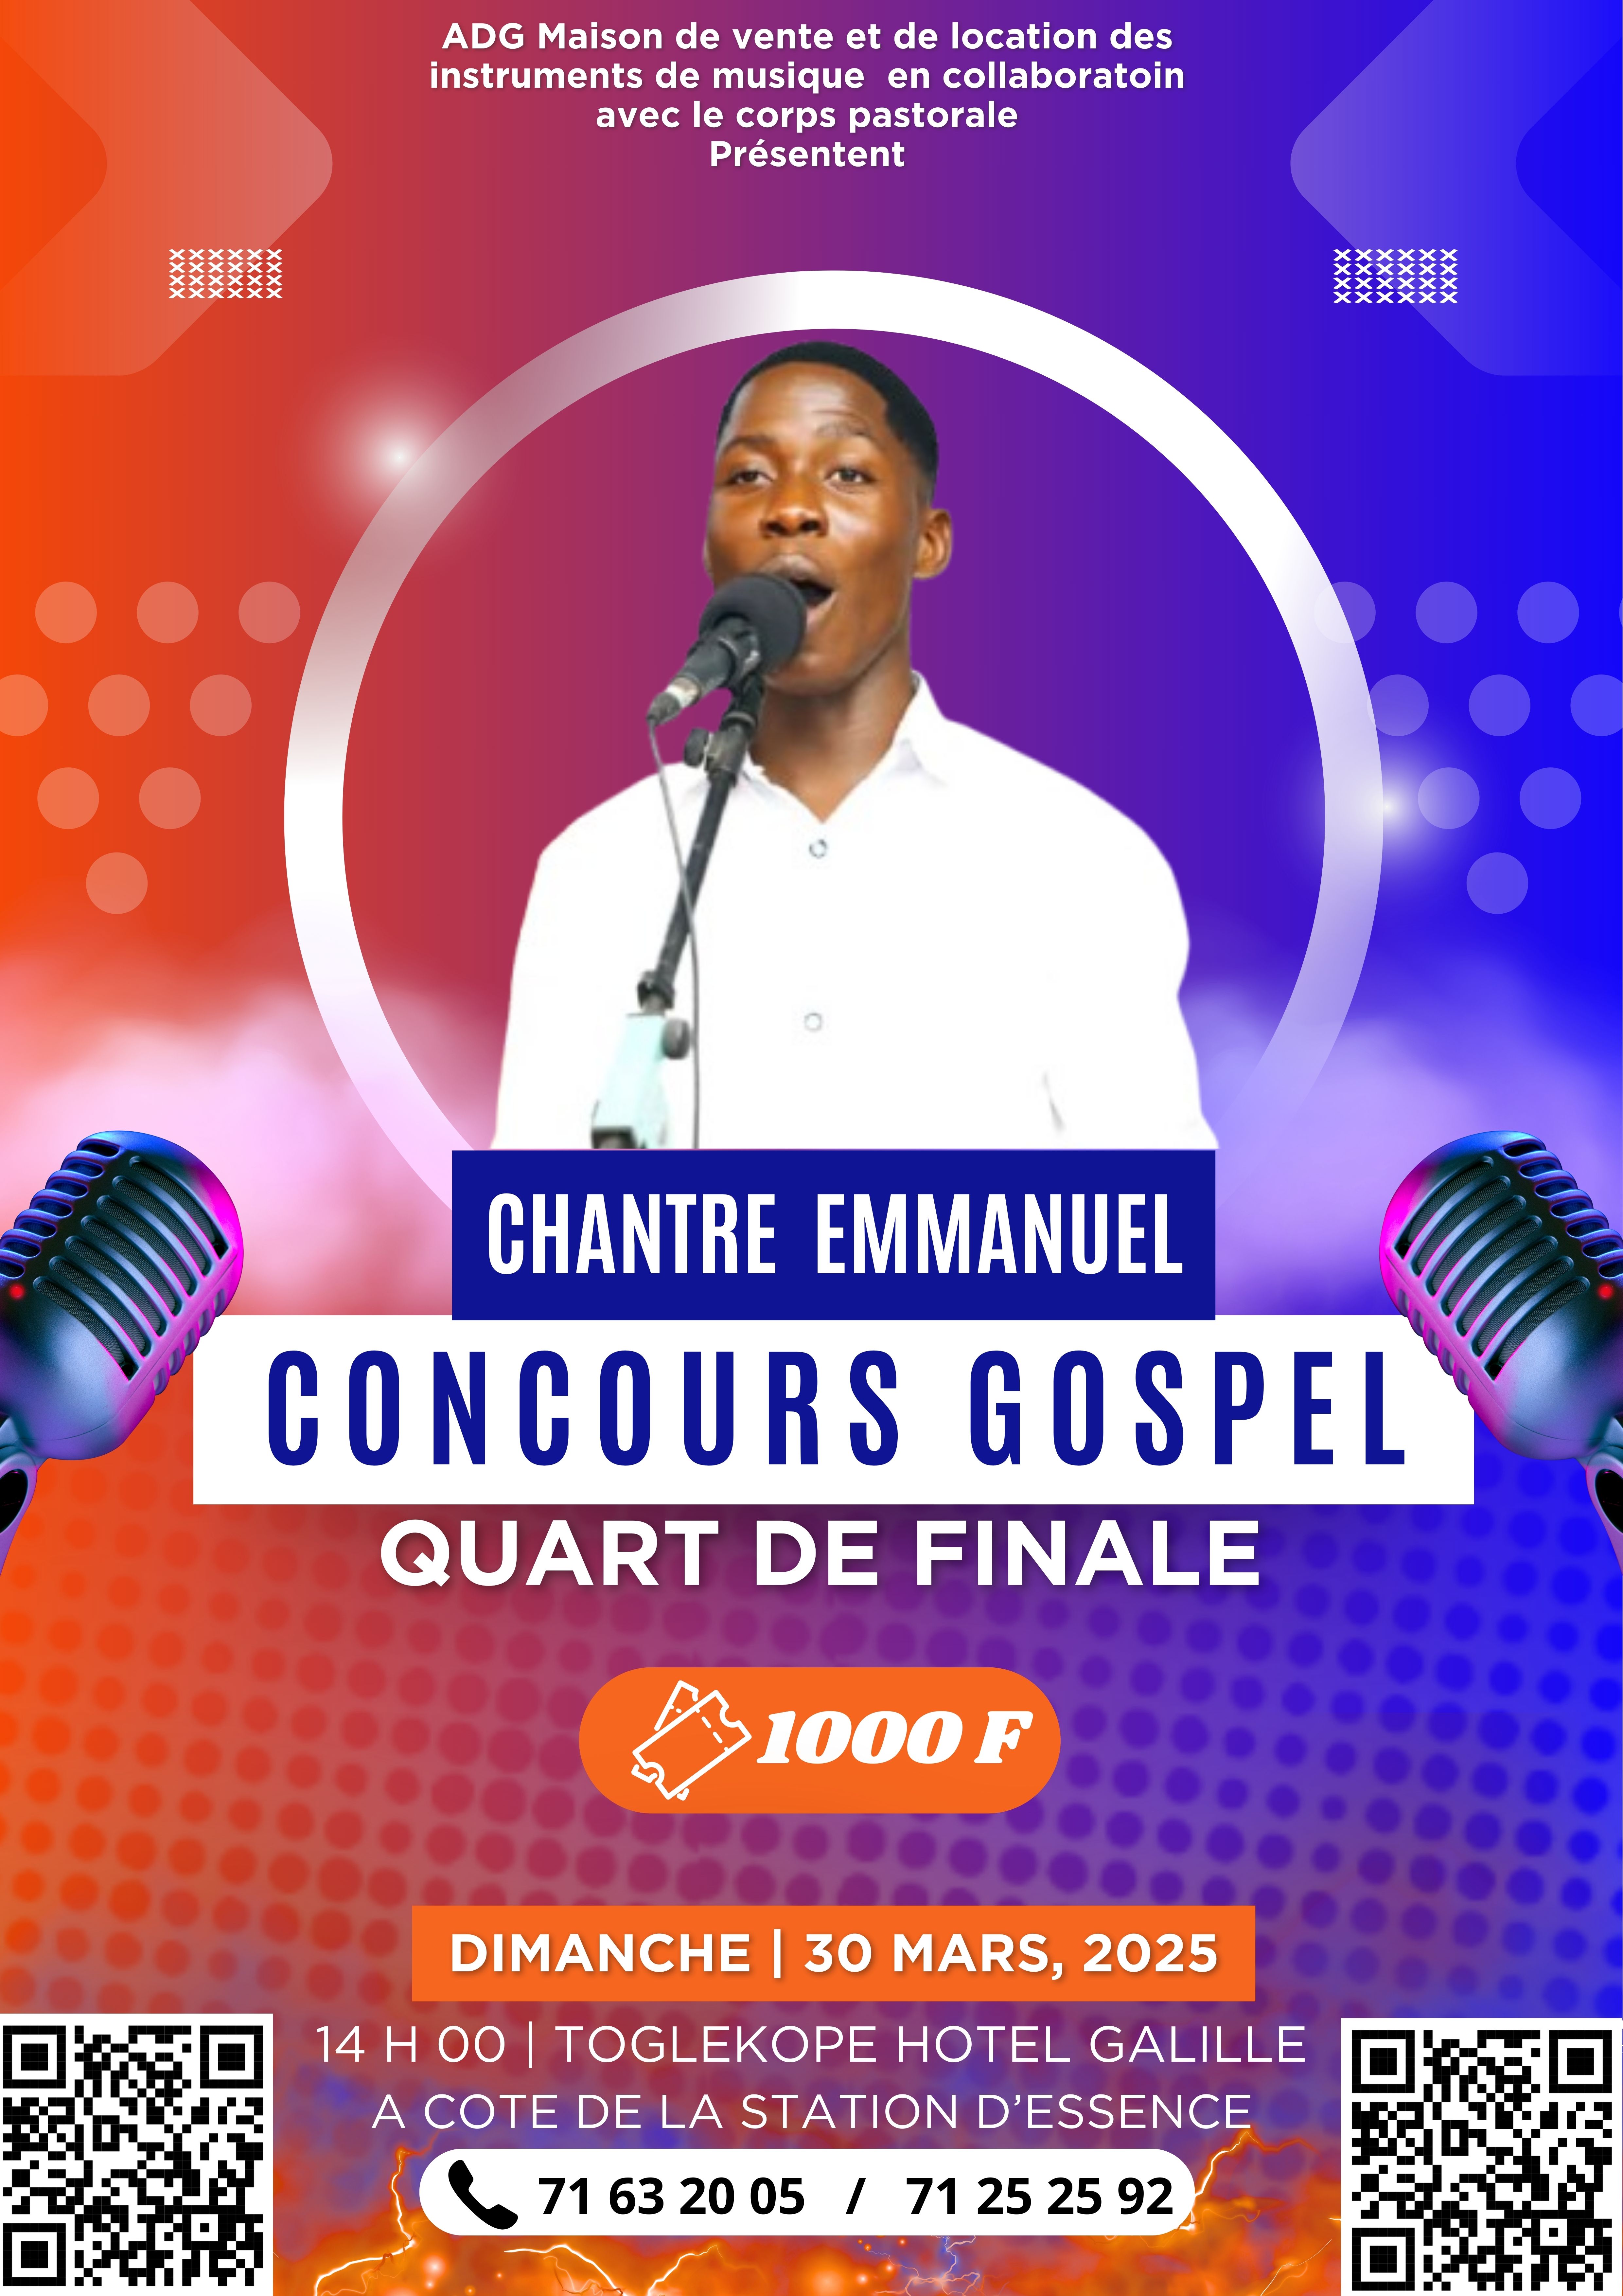 ADG Maison de vente et de location des
instruments de musique en collaboratoin
avec le corps pastorale
Présentent
CHANTRE EMMANUEL
CONCOURS GOSPEL
QUART DE FINALE
1000 F
DIMANCHE | 30 MARS, 2025
14 H 00 | TOGLEKOPE HOTEL GALILLE
A COTE DE LA STATION D'ESSENCE
71 63 20 05 / 71 25 25 92